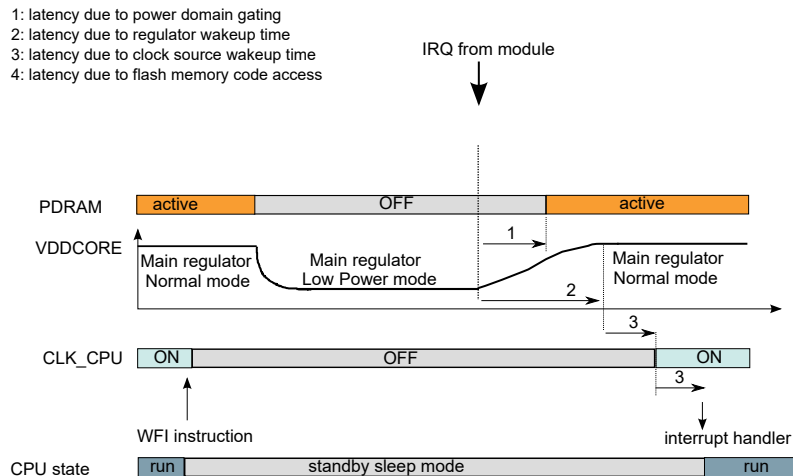 1: latency due to power domain gating
2: latency due to regulator wakeup time
3: latency due to clock source wakeup time
4: latency due to flash memory code access
IRQ from module
PDRAM active OFF active
VDDCORE
1
Main regulator Normal mode
Main regulator Low Power mode
Main regulator Normal mode
2
3
CLK_CPU ON OFF ON
3
WFI instruction
interrupt handler
CPU state run standby sleep mode run